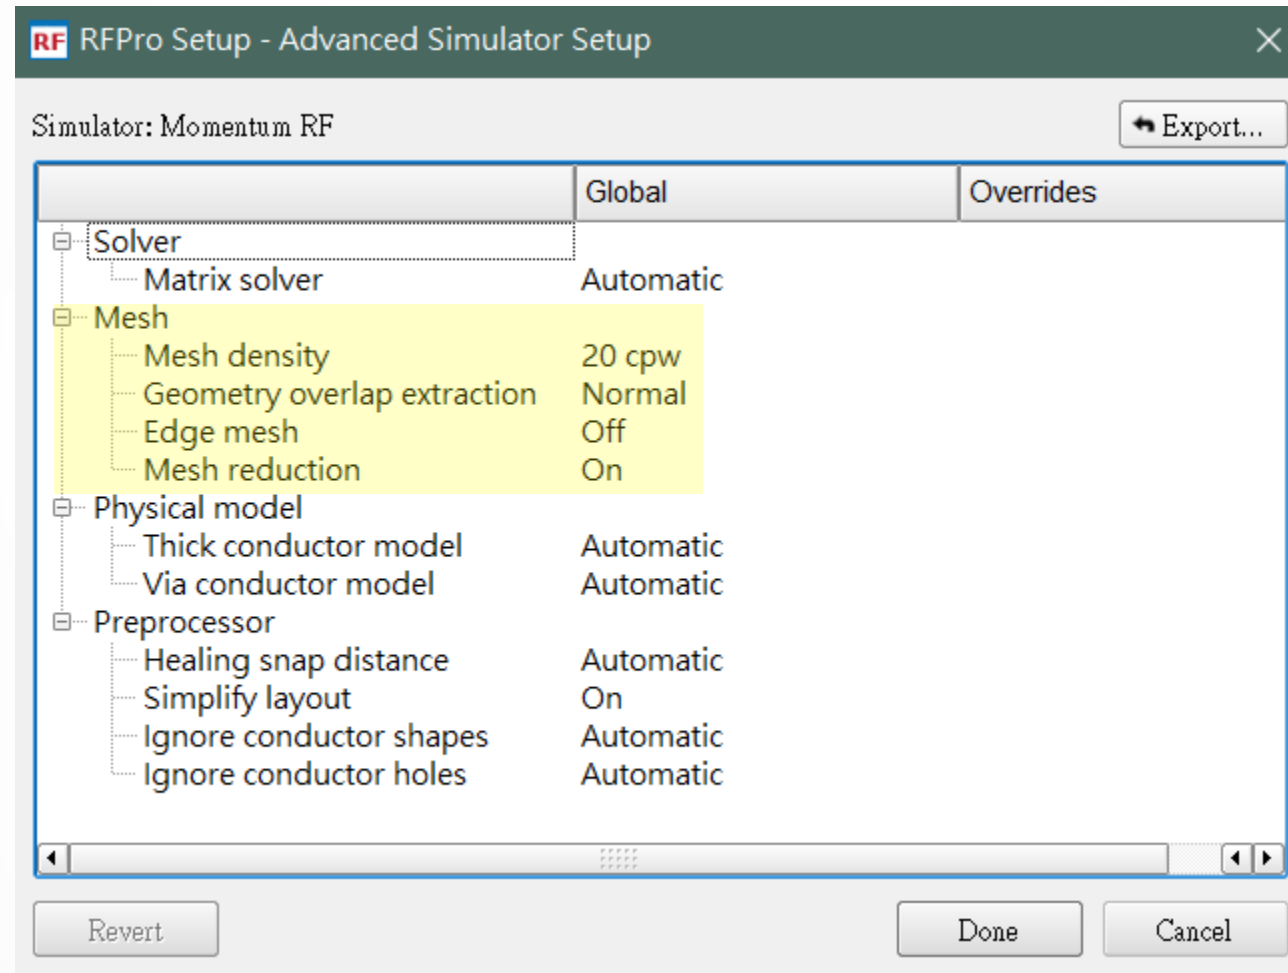 RF RFPro Setup - Advanced Simulator Setup
Simulator: Momentum RF
Export...
Global Overrides
Solver
Matrix solver Automatic
Mesh
Mesh density 20 cpw
Geometry overlap extraction Normal
Edge mesh Off
Mesh reduction On
Physical model
Thick conductor model Automatic
Via conductor model Automatic
Preprocessor
Healing snap distance Automatic
Simplify layout On
Ignore conductor shapes Automatic
Ignore conductor holes Automatic
Revert Done Cancel